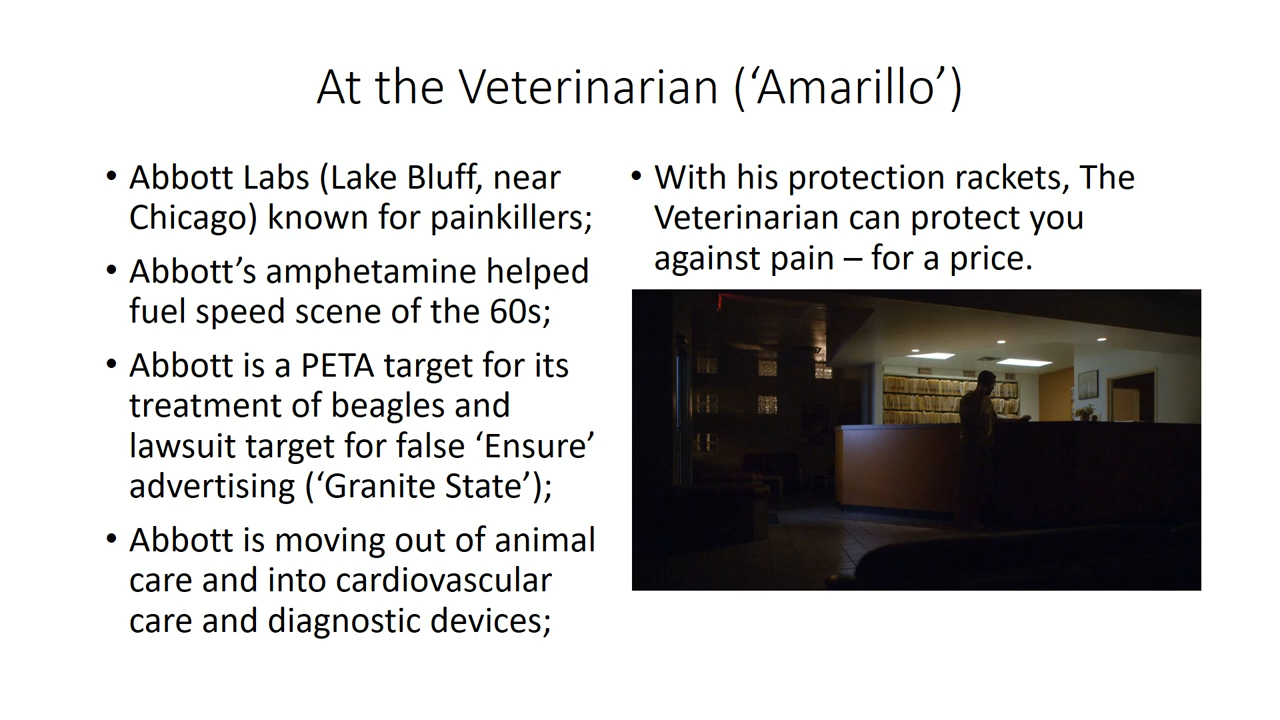 At the Veterinarian (‘Amarillo’)
• Abbott Labs (Lake Bluff, near
Chicago) known for painkillers;
• Abbott’s amphetamine helped
fuel speed scene of the 60s;
• Abbott is a PETA target for its
treatment of beagles and
lawsuit target for false ‘Ensure’
advertising (‘Granite State’);
• Abbott is moving out of animal
care and into cardiovascular
care and diagnostic devices;
• With his protection rackets, The
Veterinarian can protect you
against pain – for a price.